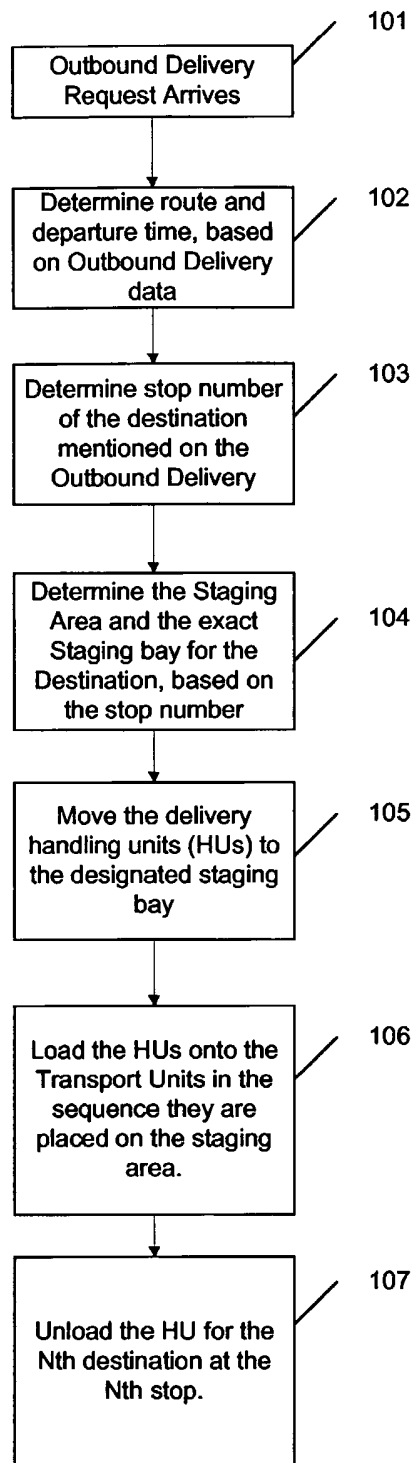 101
Outbound Delivery
Request Arrives
102
Determine route and
departure time, based
on Outbound Delivery
data
103
Determine stop number
of the destination
mentioned on the
Outbound Delivery
104
Determine the Staging
Area and the exact
Staging bay for the
Destination, based on
the stop number
105
Move the delivery
handling units (HUs) to
the designated staging
bay
106
Load the HUs onto the
Transport Units in the
sequence they are
placed on the staging
area.
107
Unload the HU for the
Nth destination at the
Nth stop.